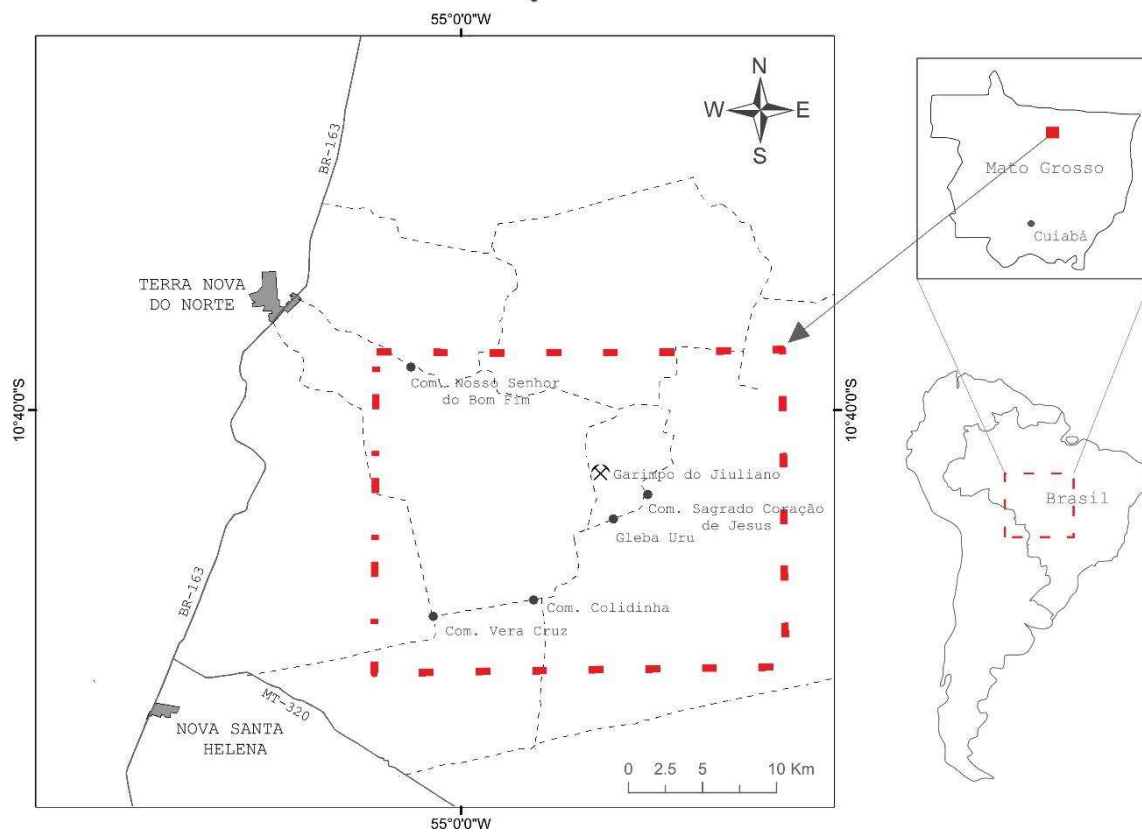 55°0'0"W
N
W E
S
BR-163
TERRA NOVA
DO NORTE
10°40'0"S
10°40'0"S
Com. Nosso Senhor
do Bom Fim
Garimpo do Jiuliano
Com. Sagrado Coração
de Jesus
Gleba Uru
Com. Colidinha
Com. Vera Cruz
BR-163
MT-320
NOVA SANTA
HELENA
0 2.5 5 10 Km
55°0'0"W
Mato Grosso
Cuiabá
Brasil